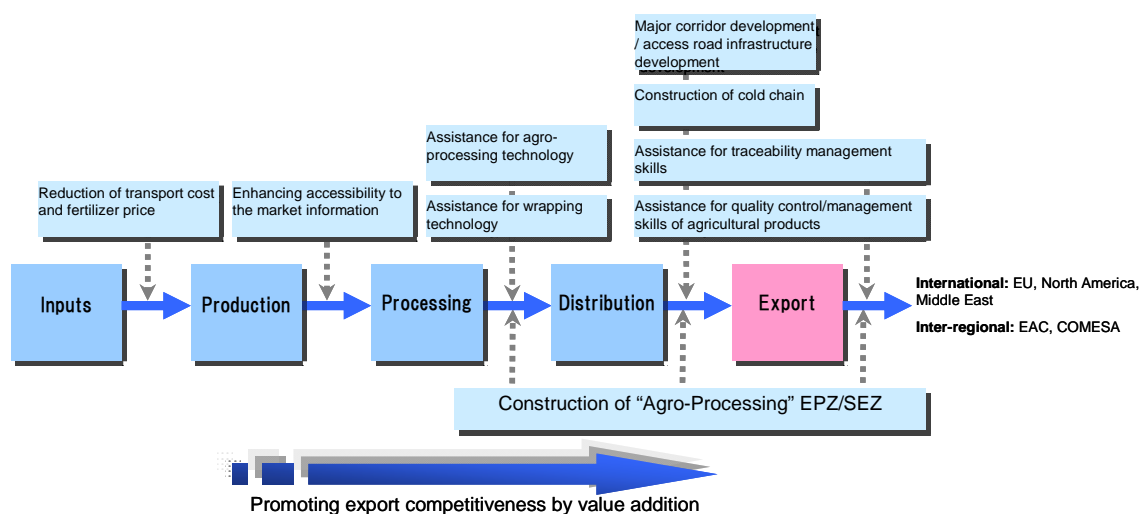 Major corridor development
/ access road infrastructure
development
Construction of cold chain
Assistance for agro-
processing technology
Assistance for traceability management
skills
Reduction of transport cost
and fertilizer price
Enhancing accessibility to
the market information
Assistance for wrapping
technology
Assistance for quality control/management
skills of agricultural products
Inputs
Production
Processing
Distribution
Export
International: EU, North America,
Middle East
Inter-regional: EAC, COMESA
Construction of “Agro-Processing” EPZ/SEZ
Promoting export competitiveness by value addition